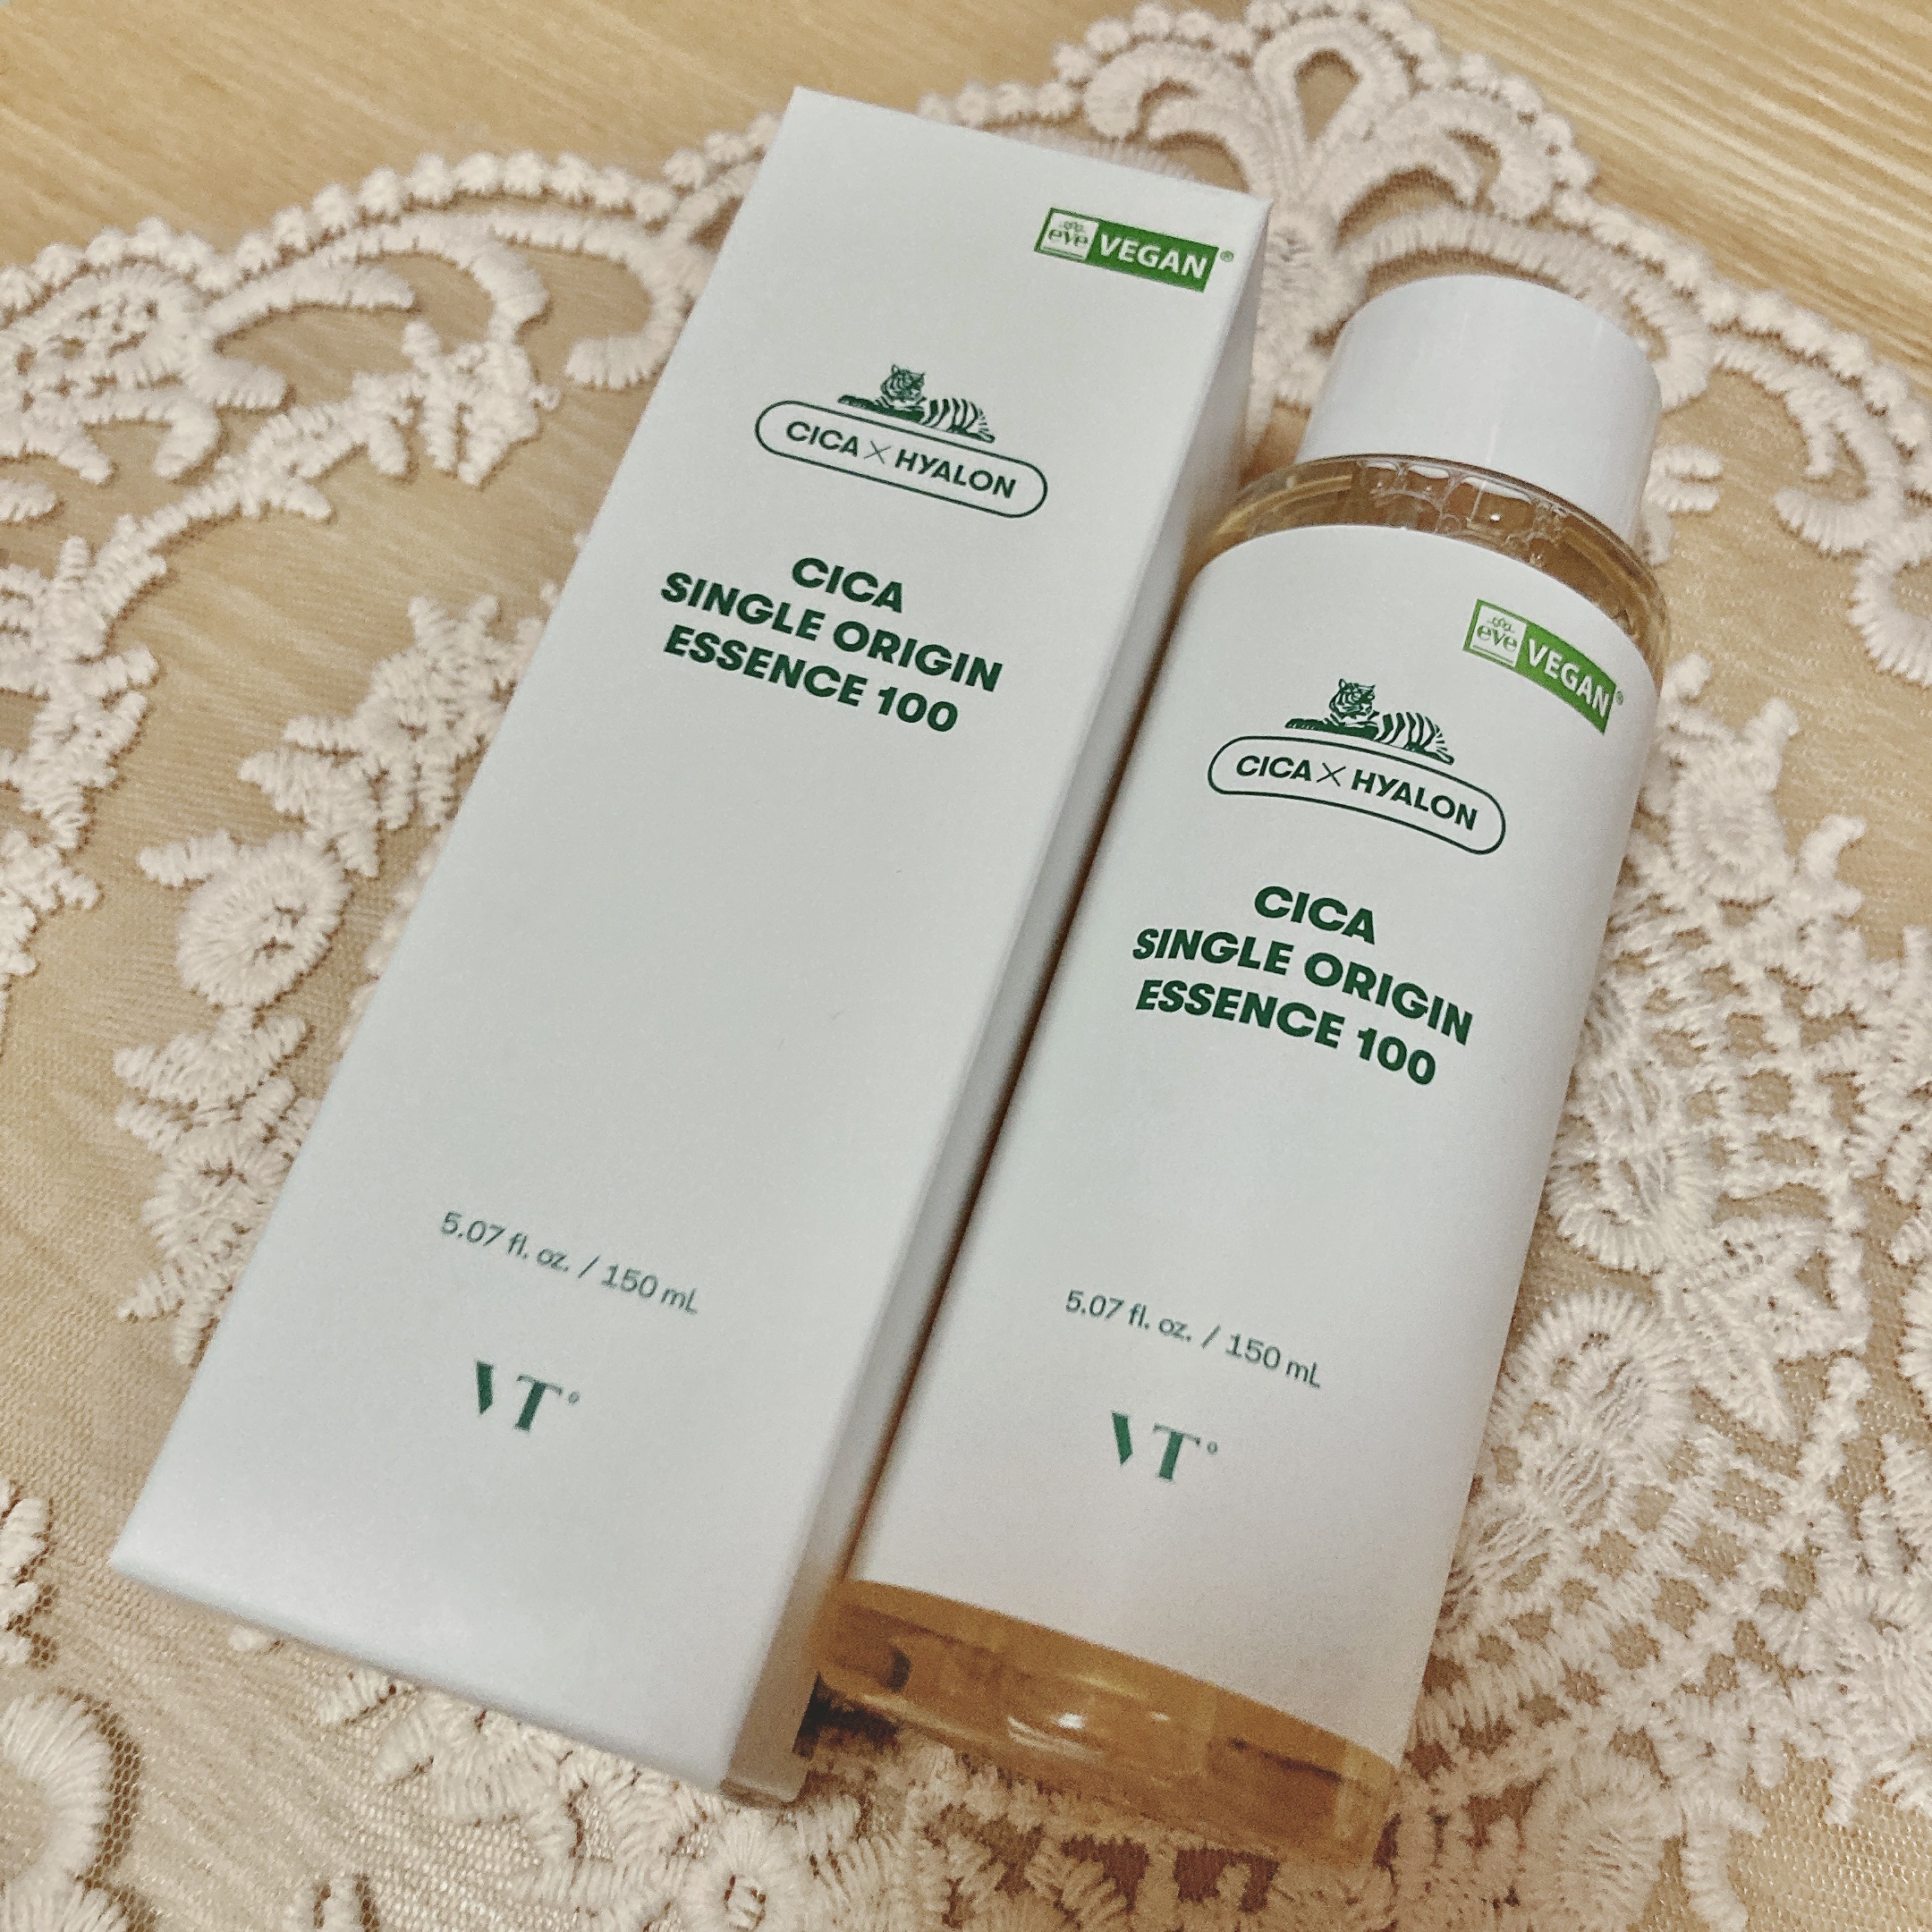 eve VEGAN®
CICA × HYALON
CICA
SINGLE ORIGIN
ESSENCE 100
5.07 fl. oz. / 150 mL
VT
eve VEGAN®
CICA × HYALON
CICA
SINGLE ORIGIN
ESSENCE 100
5.07 fl. oz. / 150 mL
VT